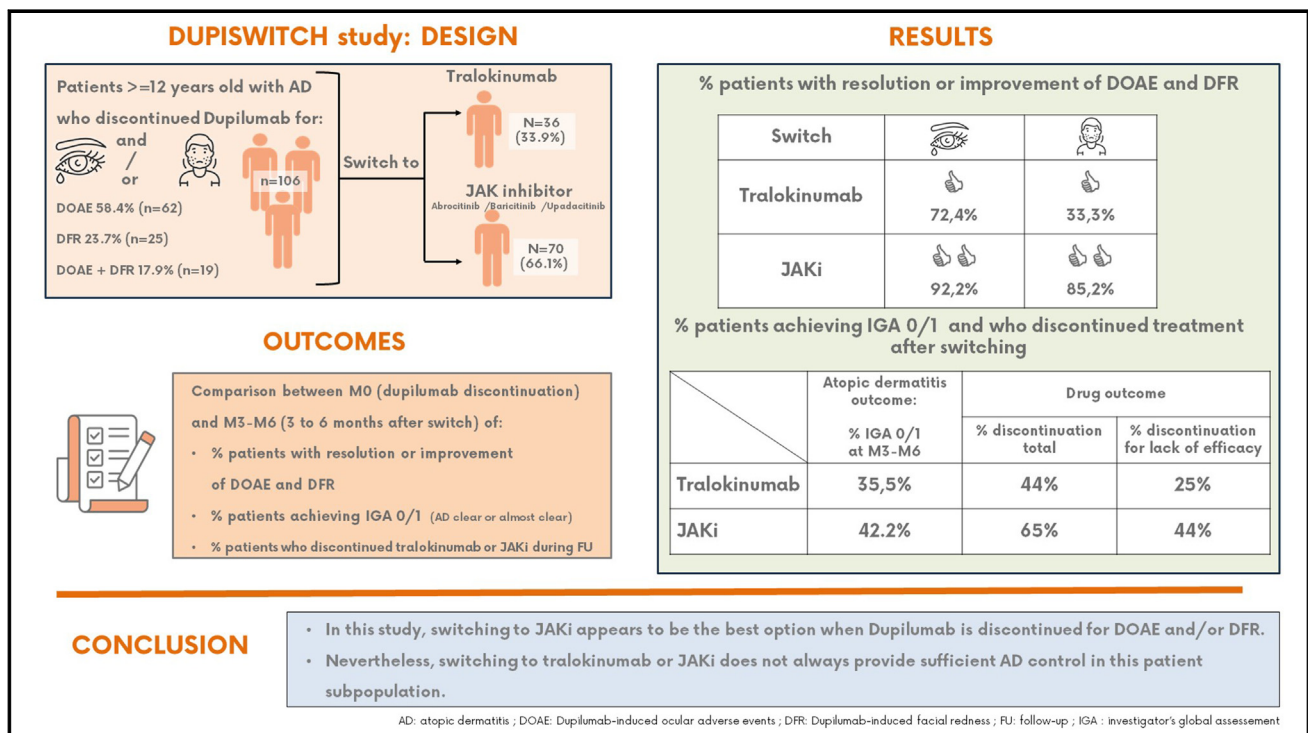 DUPISWITCH study: DESIGN
Patients >=12 years old with AD
who discontinued Dupilumab for:
and
/
or
n=106
DOAE 58.4% (n=62)
DFR 23.7% (n=25)
DOAE + DFR 17.9% (n=19)
Switch to
Tralokinumab
N=36
(33.9%)
JAK inhibitor
Abrocitinib /Baricitinib /Upadacitinib
N=70
(66.1%)
OUTCOMES
Comparison between M0 (dupilumab discontinuation)
and M3-M6 (3 to 6 months after switch) of:
• % patients with resolution or improvement
of DOAE and DFR
• % patients achieving IGA 0/1 (AD clear or almost clear)
• % patients who discontinued tralokinumab or JAKi during FU
RESULTS
% patients with resolution or improvement of DOAE and DFR
Switch
Tralokinumab
72,4%
33,3%
JAKi
92,2%
85,2%
% patients achieving IGA 0/1 and who discontinued treatment
after switching
Atopic dermatitis
outcome:
% IGA 0/1
at M3-M6
Drug outcome
% discontinuation
total
% discontinuation
for lack of efficacy
Tralokinumab
35,5%
44%
25%
JAKi
42.2%
65%
44%
CONCLUSION
• In this study, switching to JAKi appears to be the best option when Dupilumab is discontinued for DOAE and/or DFR.
• Nevertheless, switching to tralokinumab or JAKi does not always provide sufficient AD control in this patient
subpopulation.
AD: atopic dermatitis ; DOAE: Dupilumab-induced ocular adverse events ; DFR: Dupilumab-induced facial redness ; FU: follow-up ; IGA : investigator's global assessement